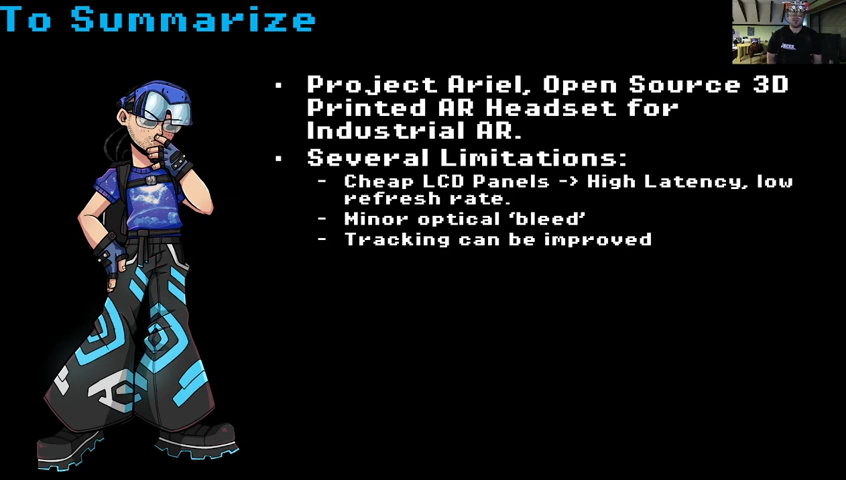 To Summarize
• Project Ariel, Open Source 3D
Printed AR Headset for
Industrial AR.
• Several Limitations:
- Cheap LCD Panels -> High Latency, low
refresh rate.
- Minor optical ‘bleed’
- Tracking can be improved